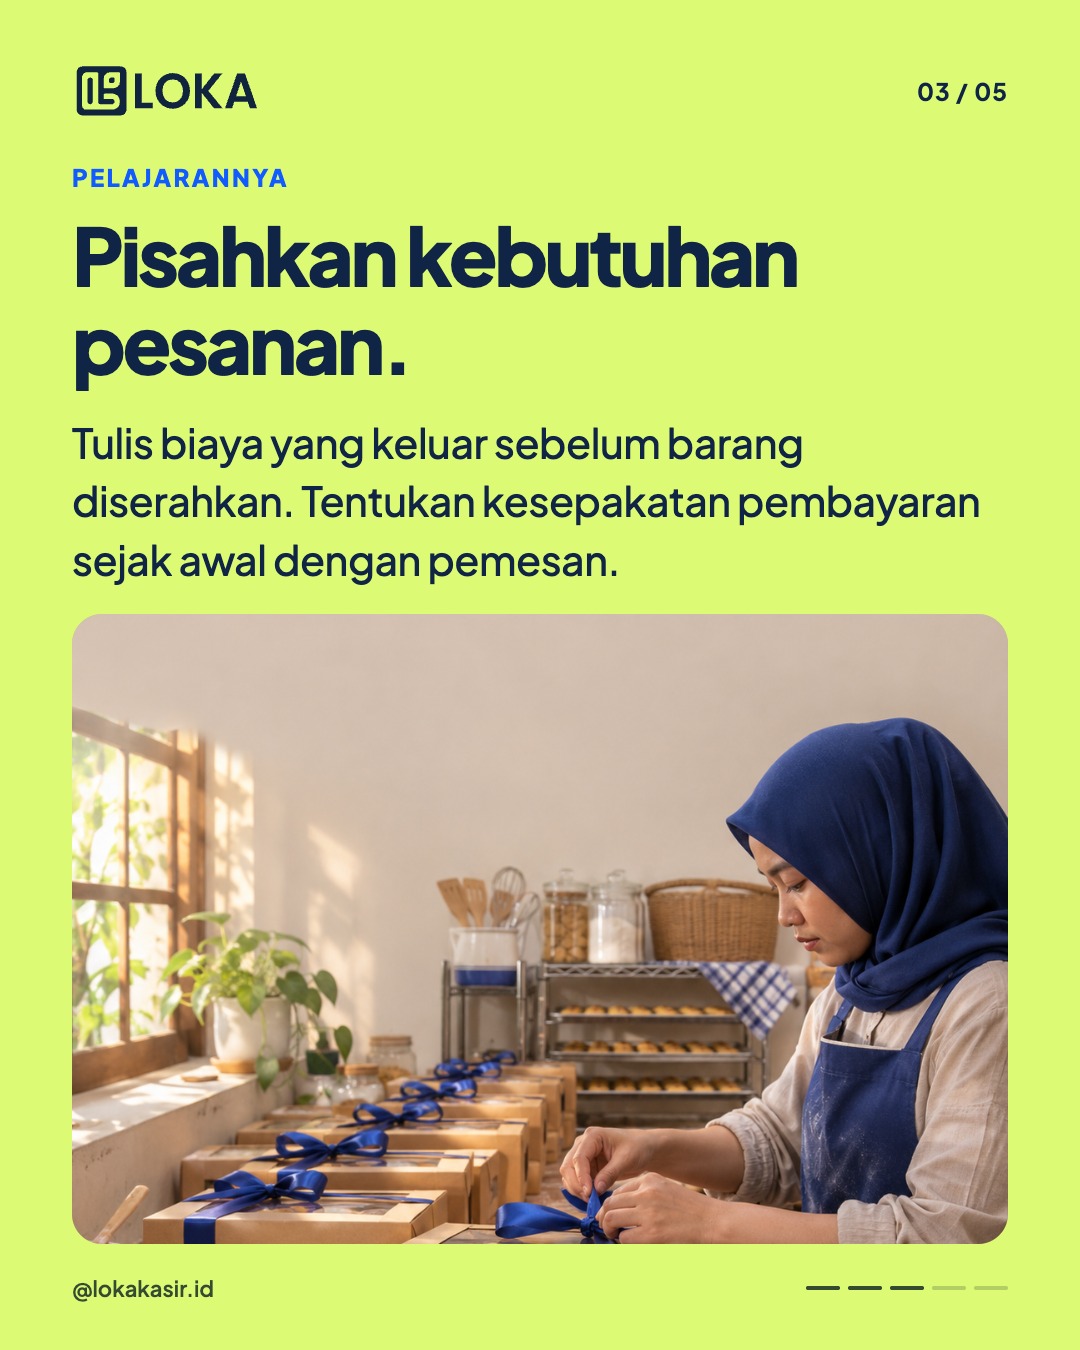 LOKA
03 / 05
PELAJARANNYA
Pisahkan kebutuhan
pesanan.
Tulis biaya yang keluar sebelum barang
diserahkan. Tentukan kesepakatan pembayaran
sejak awal dengan pemesan.
@lokakasir.id